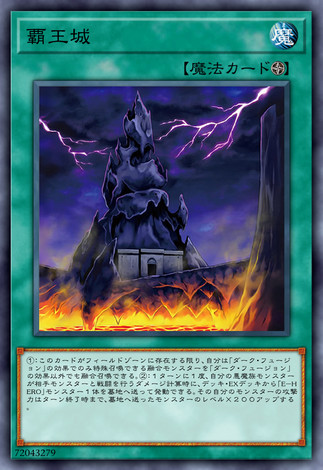 覇王城
魔
【魔法カード】
①：このカードがフィールドゾーンに存在する限り、自分は「ダーク・フュージ
ョン」の効果でのみ特殊召喚できる融合モンスターを「ダーク・フュージョン」
の効果以外でも融合召喚できる。②：１ターンに１度、自分の悪魔族モンスター
が相手モンスターと戦闘を行うダメージ計算時に、デッキ・EXデッキから「E-H
ERO」モンスター１体を墓地へ送って発動できる。その自分のモンスターの攻撃
力はターン終了時まで、墓地へ送ったモンスターのレベル×２００アップする
。
72043279